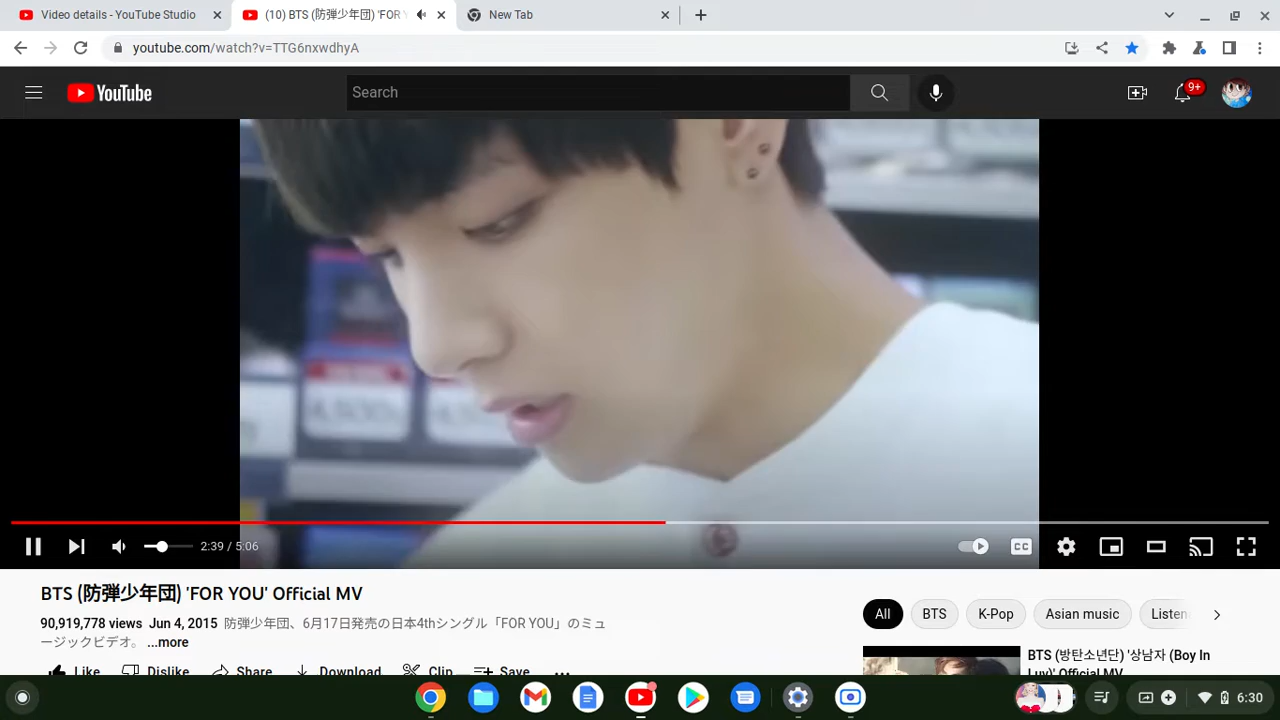 Video details - YouTube Studio
(10) BTS (防弾少年団) 'FOR Y
New Tab
youtube.com/watch?v=TTG6nxwdhyA
YouTube
Search
9+
2:39 / 5:06
CC
BTS (防弾少年団) 'FOR YOU' Official MV
90,919,778 views Jun 4, 2015 防弾少年団、6月17日発売の日本4thシングル「FOR YOU」のミュ
ージックビデオ。 ...more
Like
Dislike
Share
Download
Clip
Save
All
BTS
K-Pop
Asian music
Listen
BTS (방탄소년단) '상남자 (Boy In
Luv)' Official MV
6:30